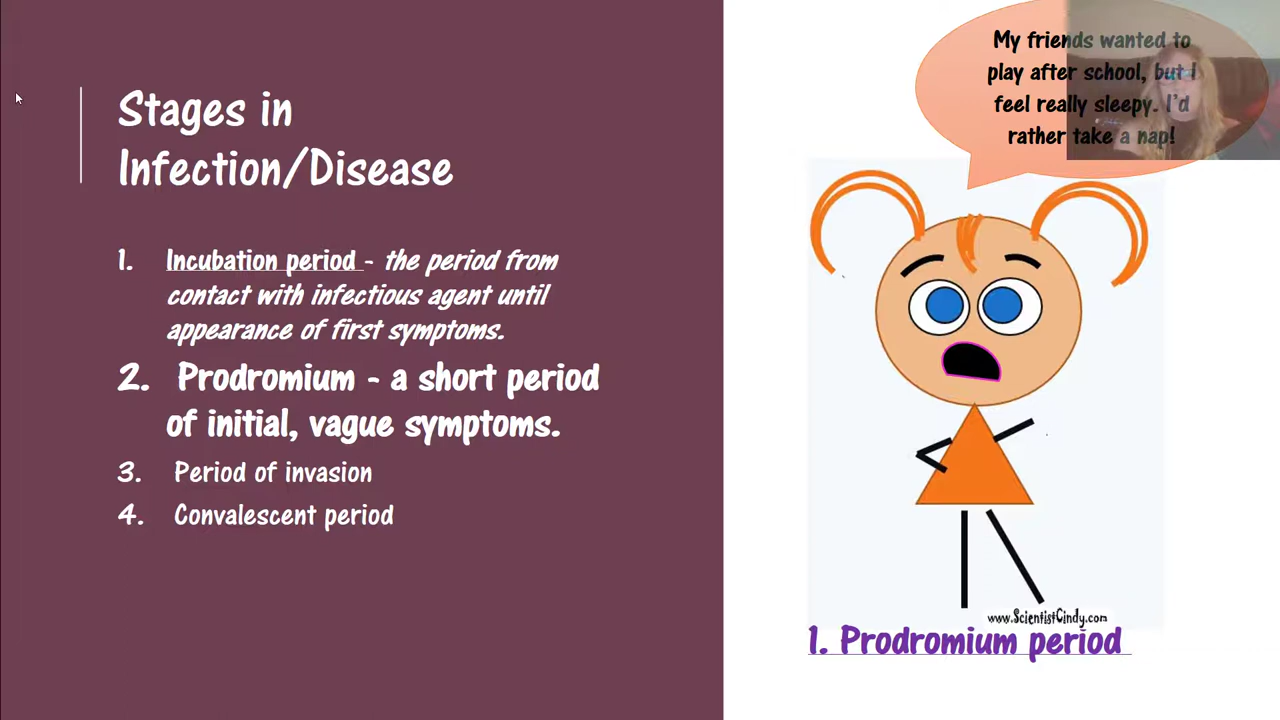 Stages in
Infection/Disease
1. Incubation period - the period from
contact with infectious agent until
appearance of first symptoms.
2. Prodromium - a short period
of initial, vague symptoms.
3. Period of invasion
4. Convalescent period
My friends wanted to
play after school, but I
feel really sleepy. I'd
rather take a nap!
www.ScientistCindy.com
1. Prodromium period